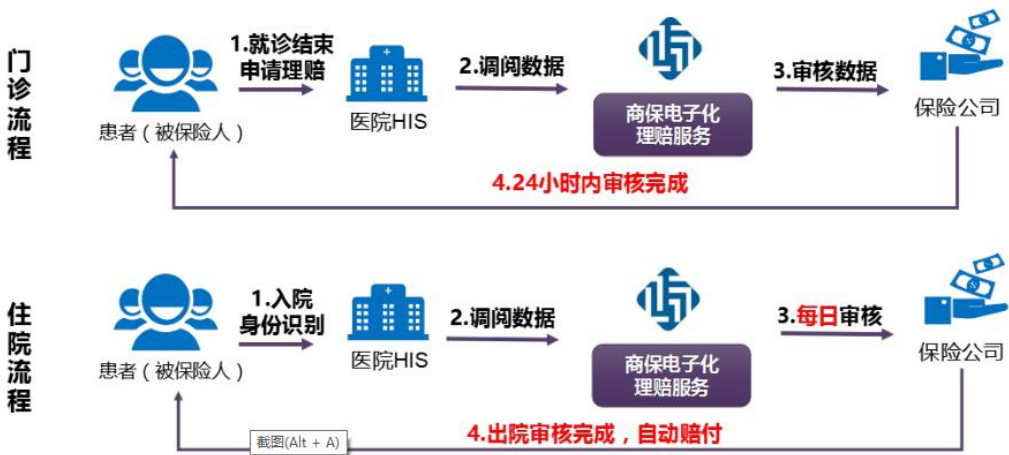 门诊流程
1.就诊结束
申请理赔
患者（被保险人）
医院HIS
2.调阅数据
商保电子化
理赔服务
3.审核数据
保险公司
4.24小时内审核完成
住院流程
1.入院
身份识别
患者（被保险人）
医院HIS
2.调阅数据
商保电子化
理赔服务
3.每日审核
保险公司
4.出院审核完成，自动赔付
截图(Alt + A)